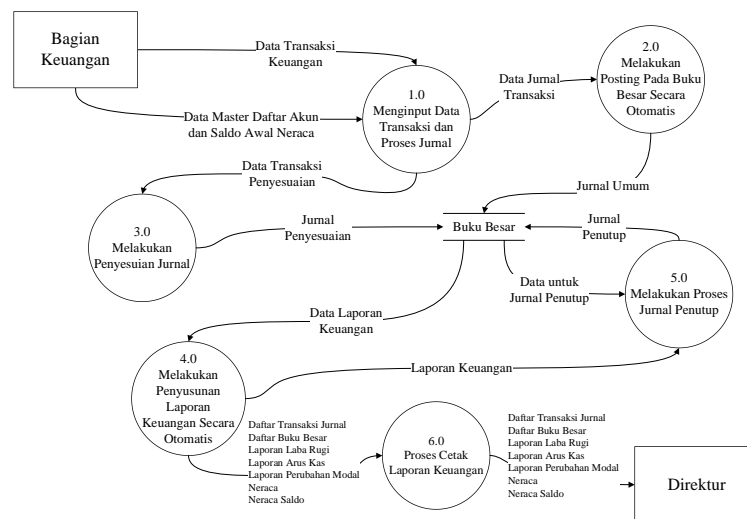 Bagian
Keuangan
Data Transaksi
Keuangan
Data Master Daftar Akun
dan Saldo Awal Neraca
1.0
Menginput Data
Transaksi dan
Proses Jurnal
Data Jurnal
Transaksi
2.0
Melakukan
Posting Pada Buku
Besar Secara
Otomatis
Data Transaksi
Penyesuaian
Jurnal Umum
3.0
Melakukan
Penyesuian Jurnal
Jurnal
Penyesuaian
Buku Besar
Jurnal
Penutup
Data untuk
Jurnal Penutup
5.0
Melakukan Proses
Jurnal Penutup
Data Laporan
Keuangan
4.0
Melakukan
Penyusunan
Laporan
Keuangan Secara
Otomatis
Laporan Keuangan
Daftar Transaksi Jurnal
Daftar Buku Besar
Laporan Laba Rugi
Laporan Arus Kas
Laporan Perubahan Modal
Neraca
Neraca Saldo
6.0
Proses Cetak
Laporan Keuangan
Daftar Transaksi Jurnal
Daftar Buku Besar
Laporan Laba Rugi
Laporan Arus Kas
Laporan Perubahan Modal
Neraca
Neraca Saldo
Direktur